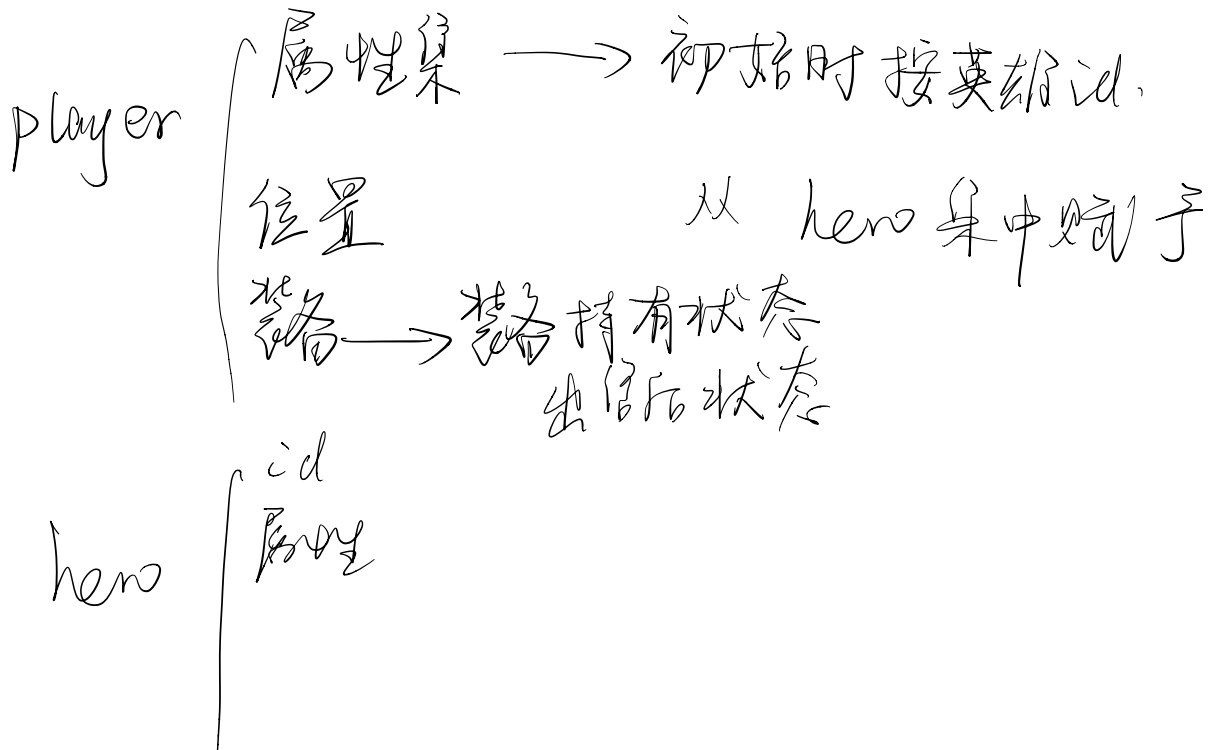 player
属性集 → 初始时按英雄id.
从 hero 集中赋予
位置
装备 → 装备持有状态
出售后状态
hero
id
属性